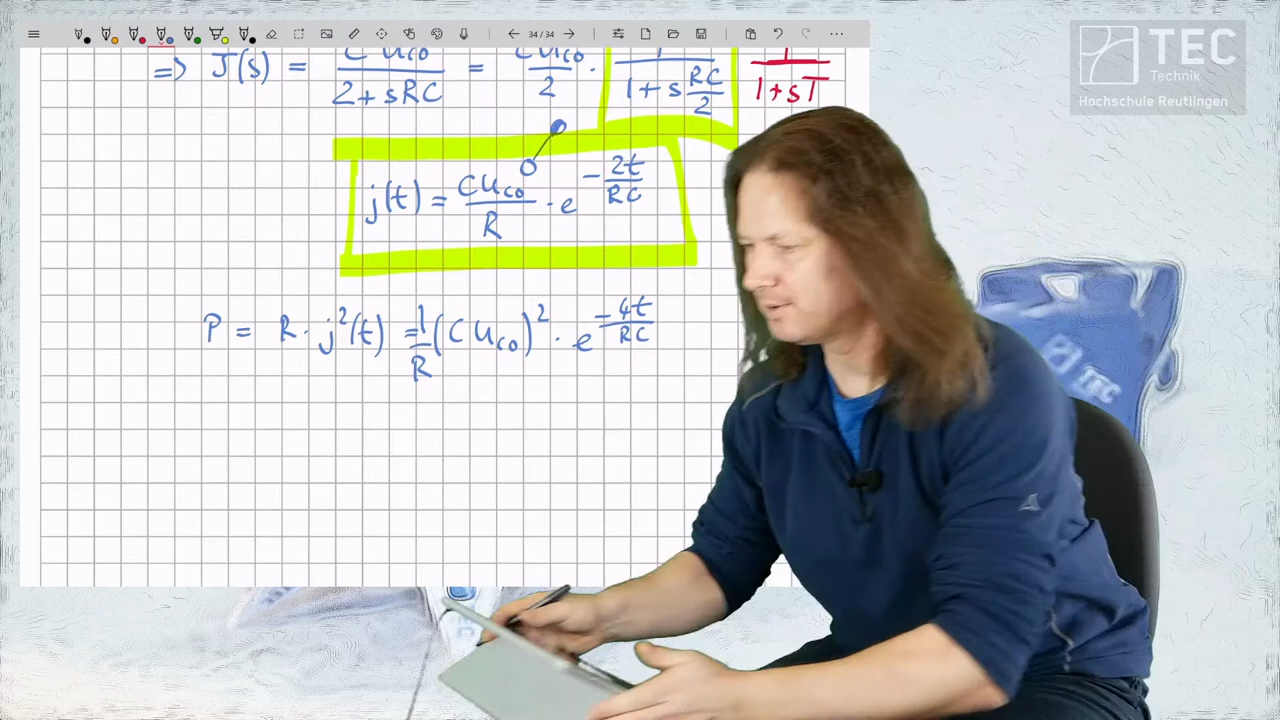 34 / 34
⇒ J(s) = C U_C0 / (2 + sRC) = C U_C0 / 2 · 1 / (1 + s RC/2) 1 / (1 + sT)
j(t) = C U_C0 / R · e^(-2t/RC)
P = R · j²(t) = 1/R (C U_C0)² · e^(-4t/RC)
TEC
Technik
Hochschule Reutlingen
TEC